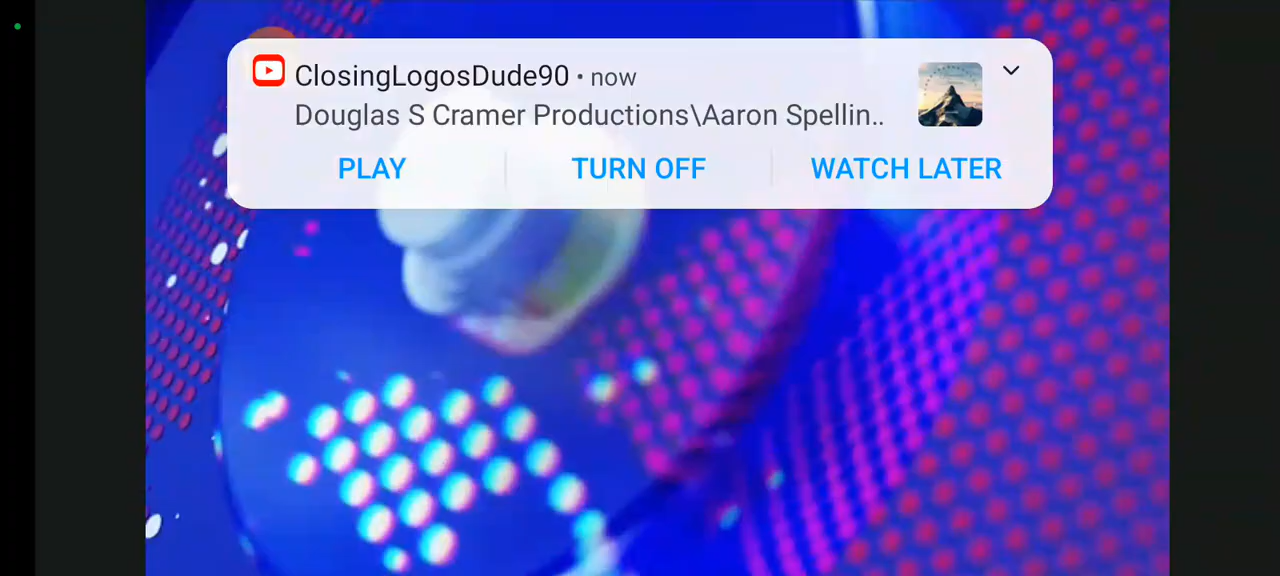 ClosingLogosDude90 • now
Douglas S Cramer Productions\Aaron Spellin..
PLAY
TURN OFF
WATCH LATER